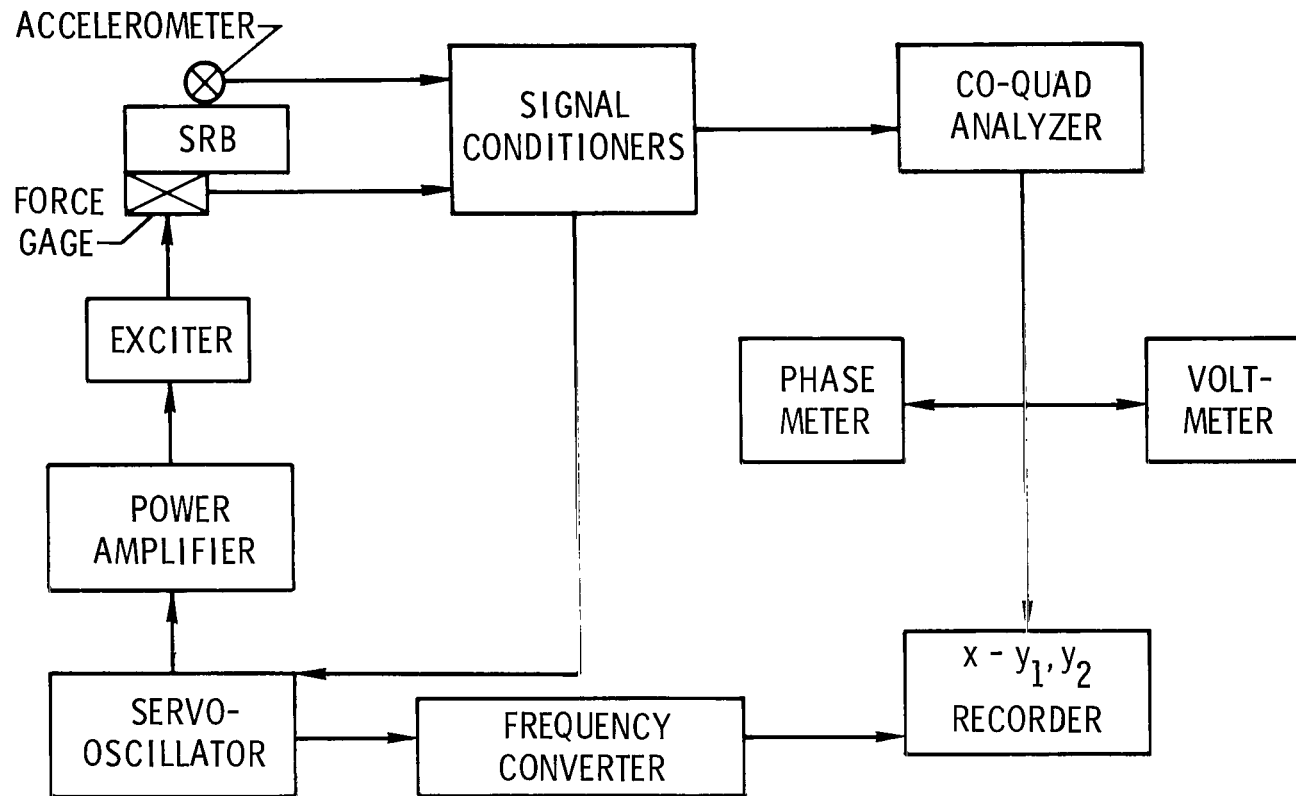 ACCELEROMETER
SRB
FORCE
GAGE
SIGNAL
CONDITIONERS
CO-QUAD
ANALYZER
EXCITER
PHASE
METER
VOLT-
METER
POWER
AMPLIFIER
SERVO-
OSCILLATOR
FREQUENCY
CONVERTER
x - y₁, y₂
RECORDER